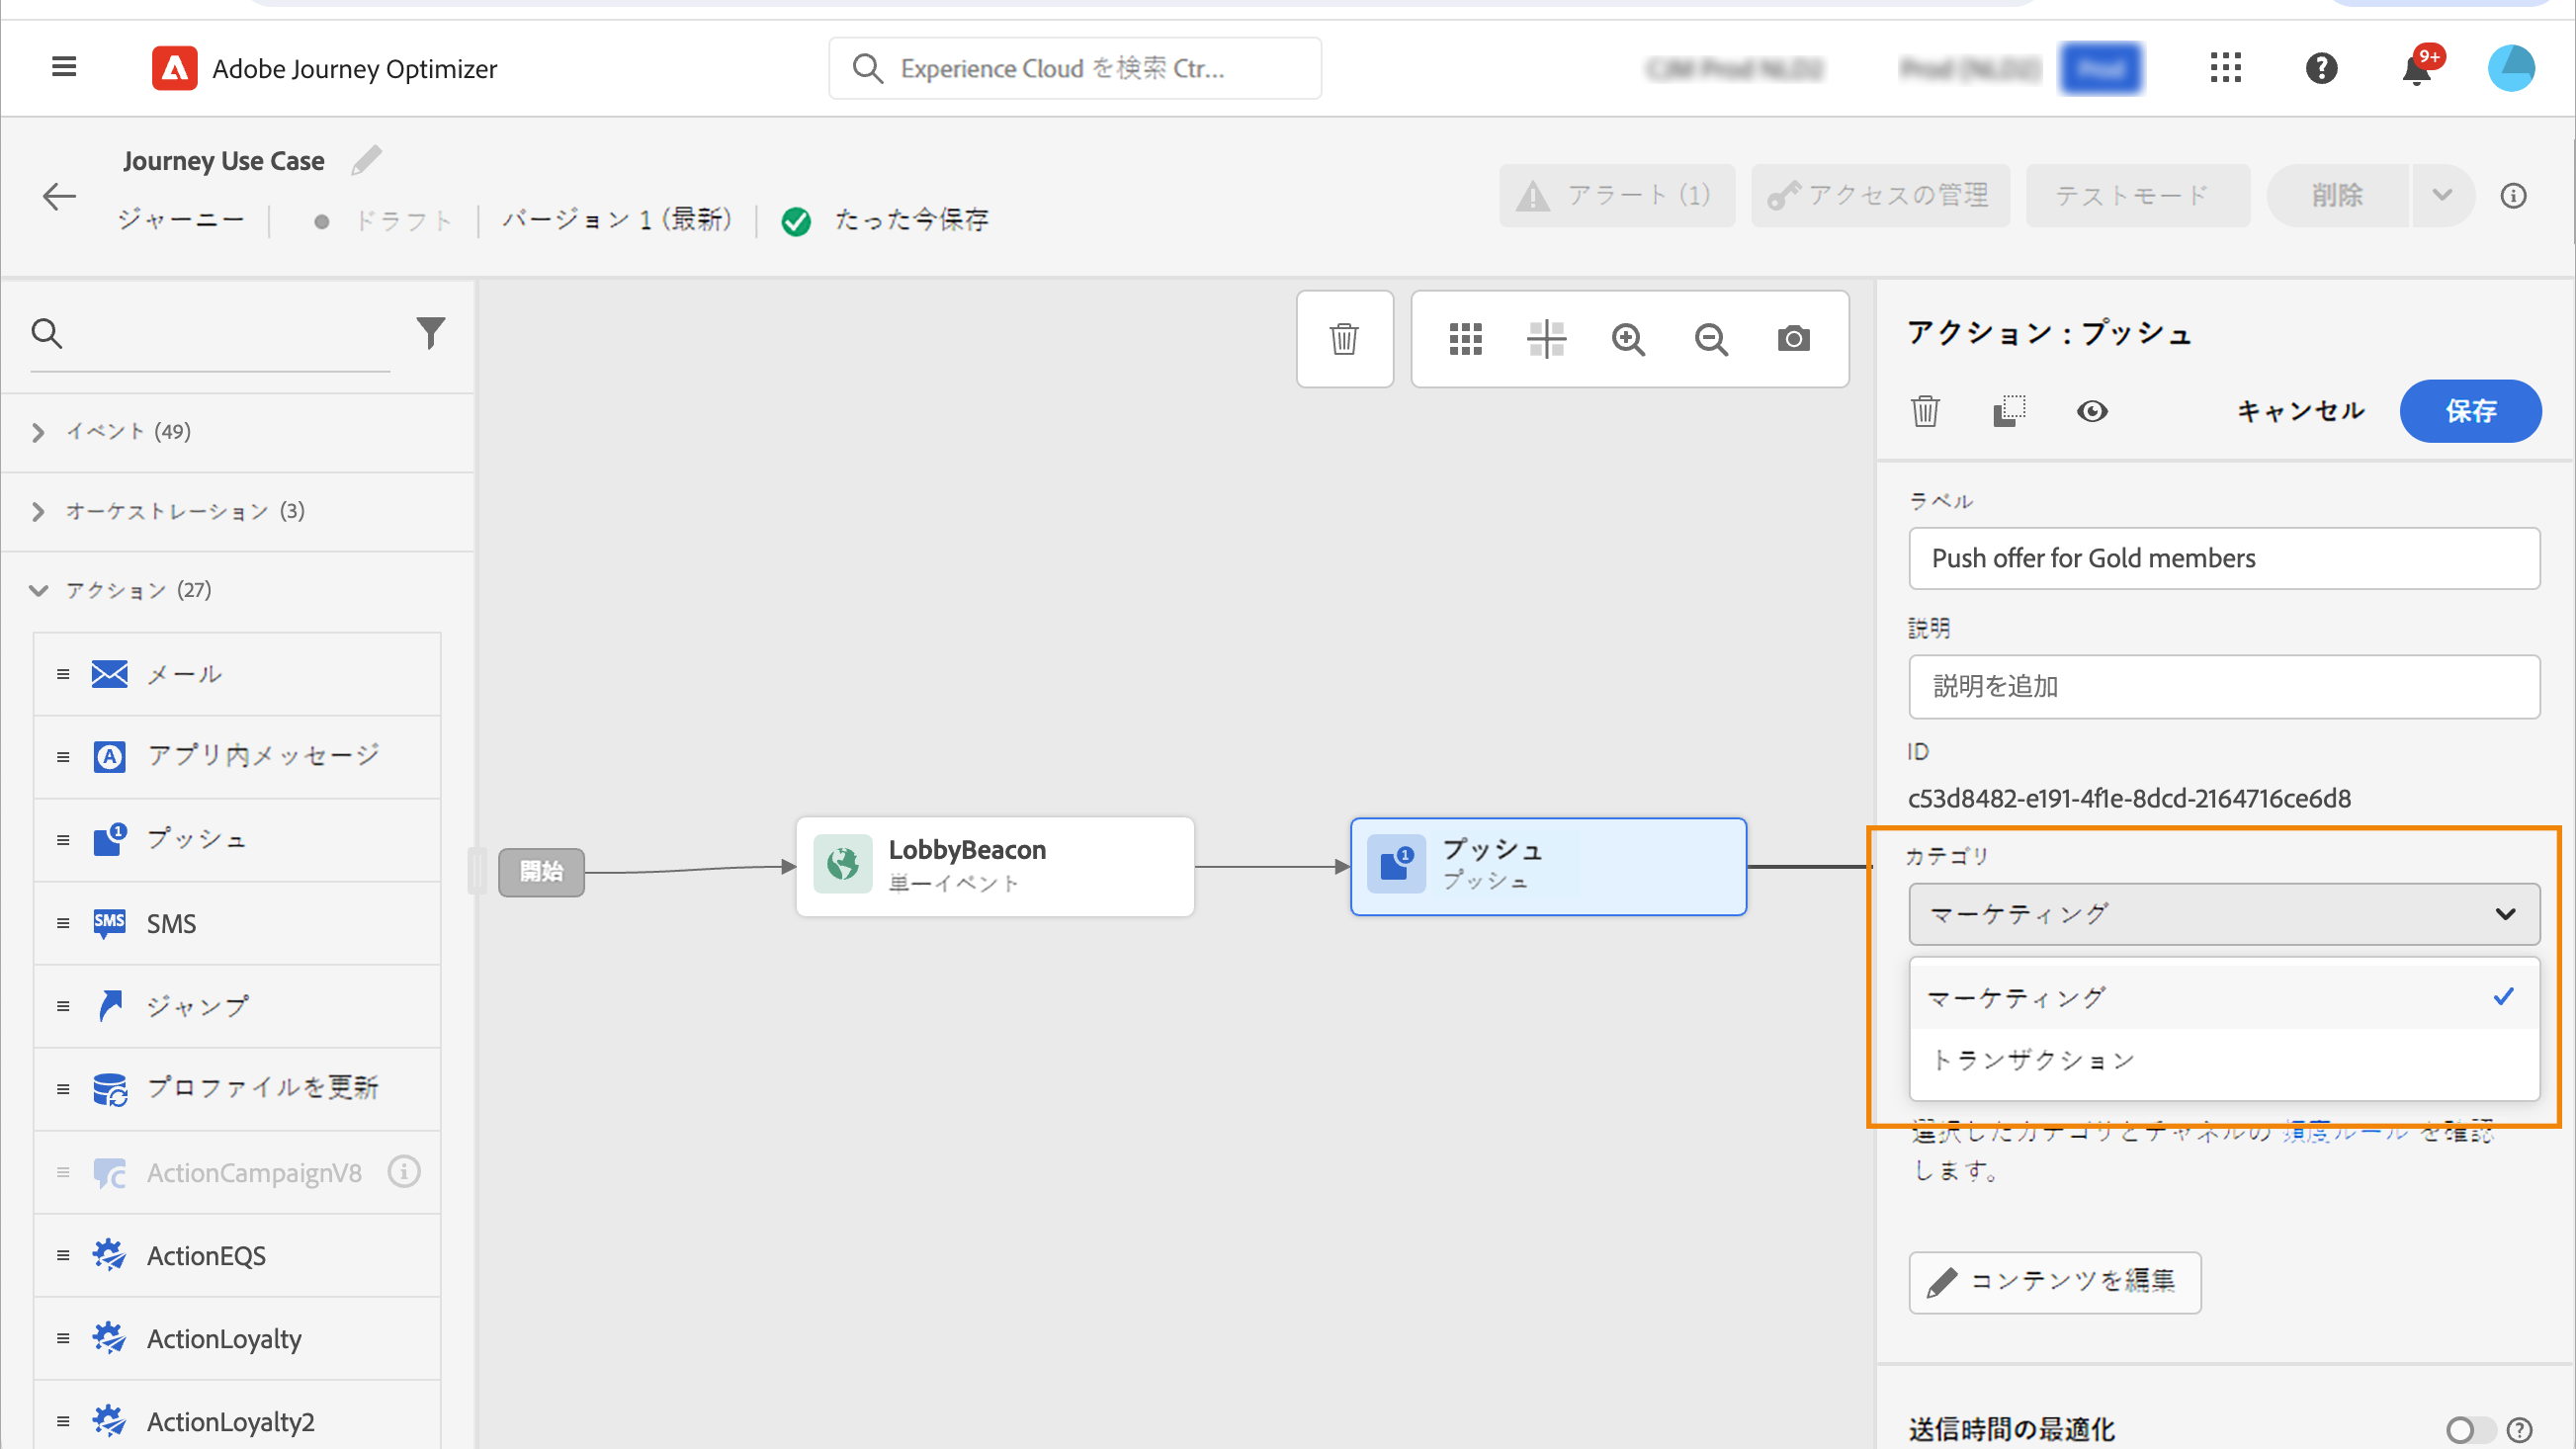 Adobe Journey Optimizer
Experience Cloud を検索 Ctr...
9+
Journey Use Case
ジャーニー
ドラフト
バージョン 1 (最新)
たった今保存
アラート (1)
アクセスの管理
テストモード
削除
イベント (49)
オーケストレーション (3)
アクション (27)
メール
アプリ内メッセージ
プッシュ
SMS
SMS
ジャンプ
プロファイルを更新
ActionCampaignV8
ActionEQS
ActionLoyalty
ActionLoyalty2
開始
LobbyBeacon
単一イベント
プッシュ
プッシュ
アクション : プッシュ
キャンセル
保存
ラベル
Push offer for Gold members
説明
説明を追加
ID
c53d8482-e191-4f1e-8dcd-2164716ce6d8
カテゴリ
マーケティング
マーケティング
トランザクション
選択したカテゴリとチャネルの 頻度ルール を確認
します。
コンテンツを編集
送信時間の最適化